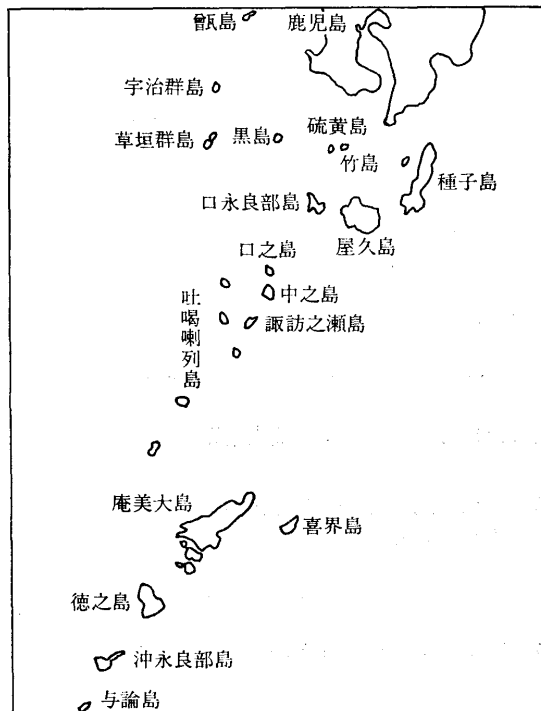 甑島
鹿児島
宇治群島
硫黄島
草垣群島
黒島
竹島
種子島
口永良部島
屋久島
口之島
中之島
吐喝喇列島
諏訪之瀬島
奄美大島
喜界島
徳之島
沖永良部島
与論島